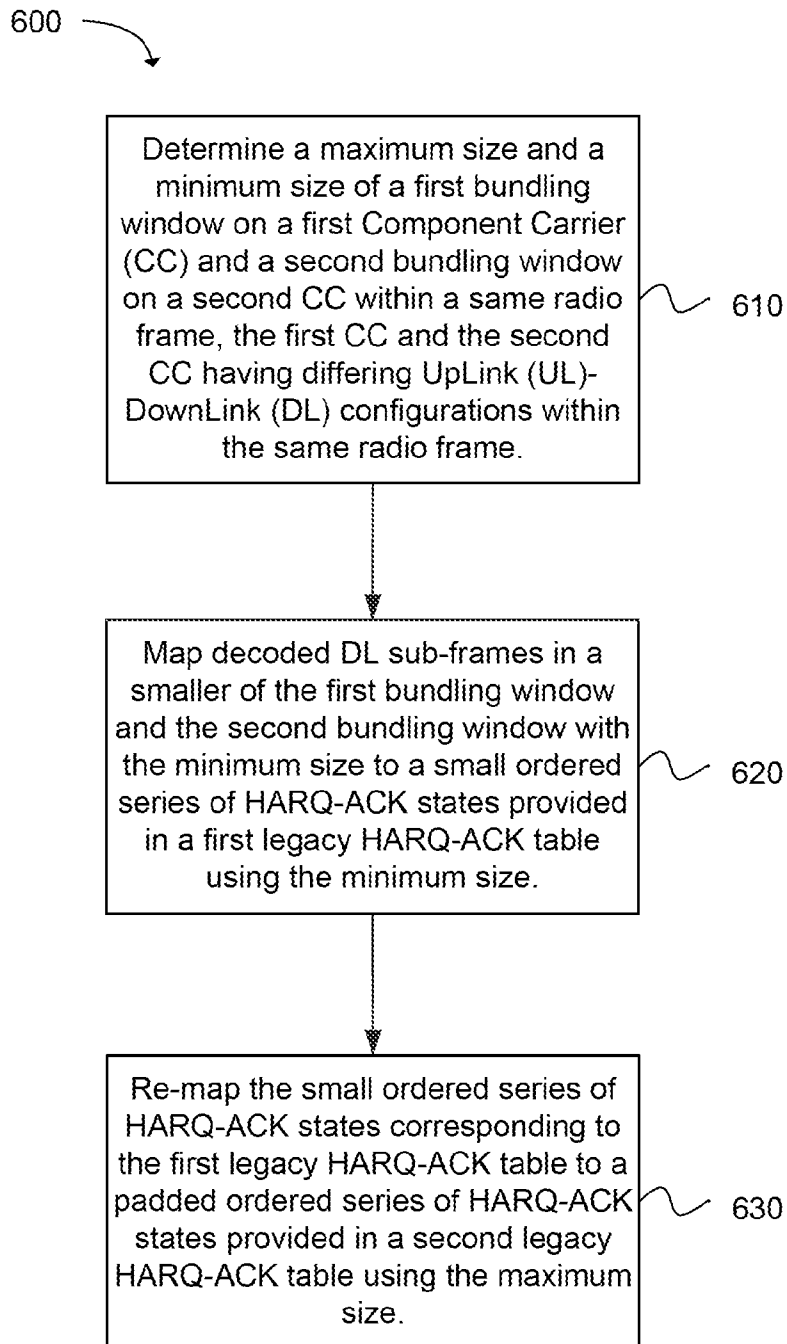 600
Determine a maximum size and a
minimum size of a first bundling
window on a first Component Carrier
(CC) and a second bundling window
on a second CC within a same radio
frame, the first CC and the second
CC having differing UpLink (UL)-
DownLink (DL) configurations within
the same radio frame.
610
Map decoded DL sub-frames in a
smaller of the first bundling window
and the second bundling window with
the minimum size to a small ordered
series of HARQ-ACK states provided
in a first legacy HARQ-ACK table
using the minimum size.
620
Re-map the small ordered series of
HARQ-ACK states corresponding to
the first legacy HARQ-ACK table to a
padded ordered series of HARQ-ACK
states provided in a second legacy
HARQ-ACK table using the maximum
size.
630